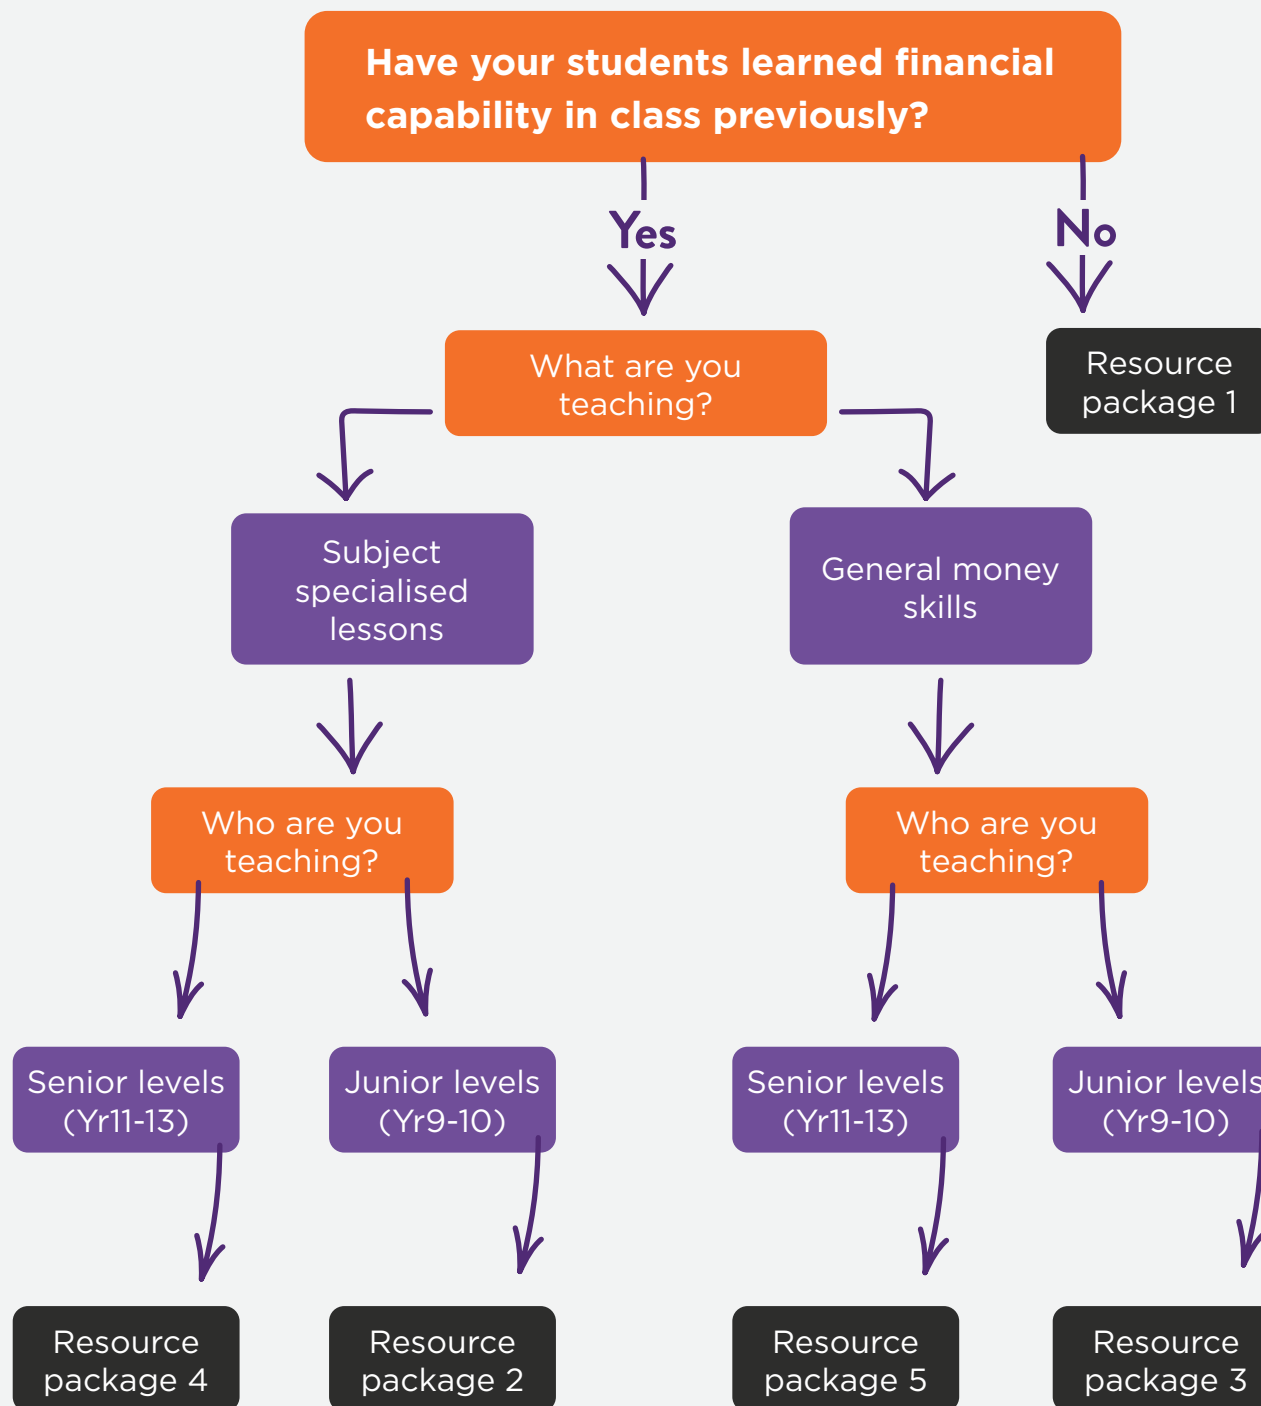 Have your students learned financial
capability in class previously?
Yes
No
What are you
teaching?
Resource
package 1
Subject
specialised
lessons
General money
skills
Who are you
teaching?
Who are you
teaching?
Senior levels
(Yr11-13)
Junior levels
(Yr9-10)
Senior levels
(Yr11-13)
Junior levels
(Yr9-10)
Resource
package 4
Resource
package 2
Resource
package 5
Resource
package 3